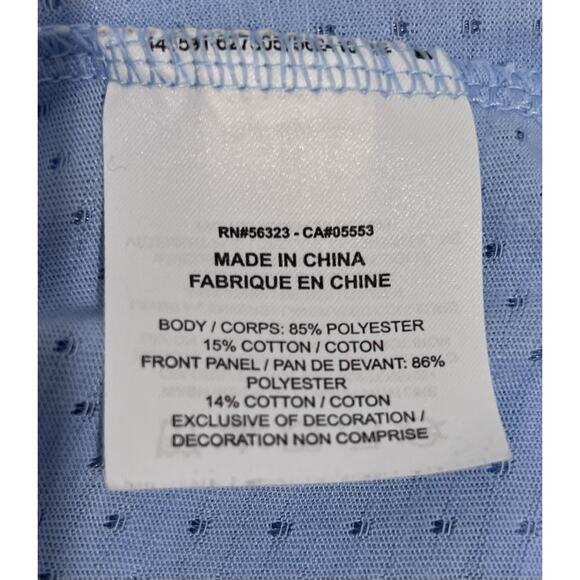 RN#56323 - CA#05553
MADE IN CHINA
FABRIQUE EN CHINE
BODY / CORPS: 85% POLYESTER
15% COTTON / COTON
FRONT PANEL / PAN DE DEVANT: 86%
POLYESTER
14% COTTON / COTON
EXCLUSIVE OF DECORATION /
DECORATION NON COMPRISE